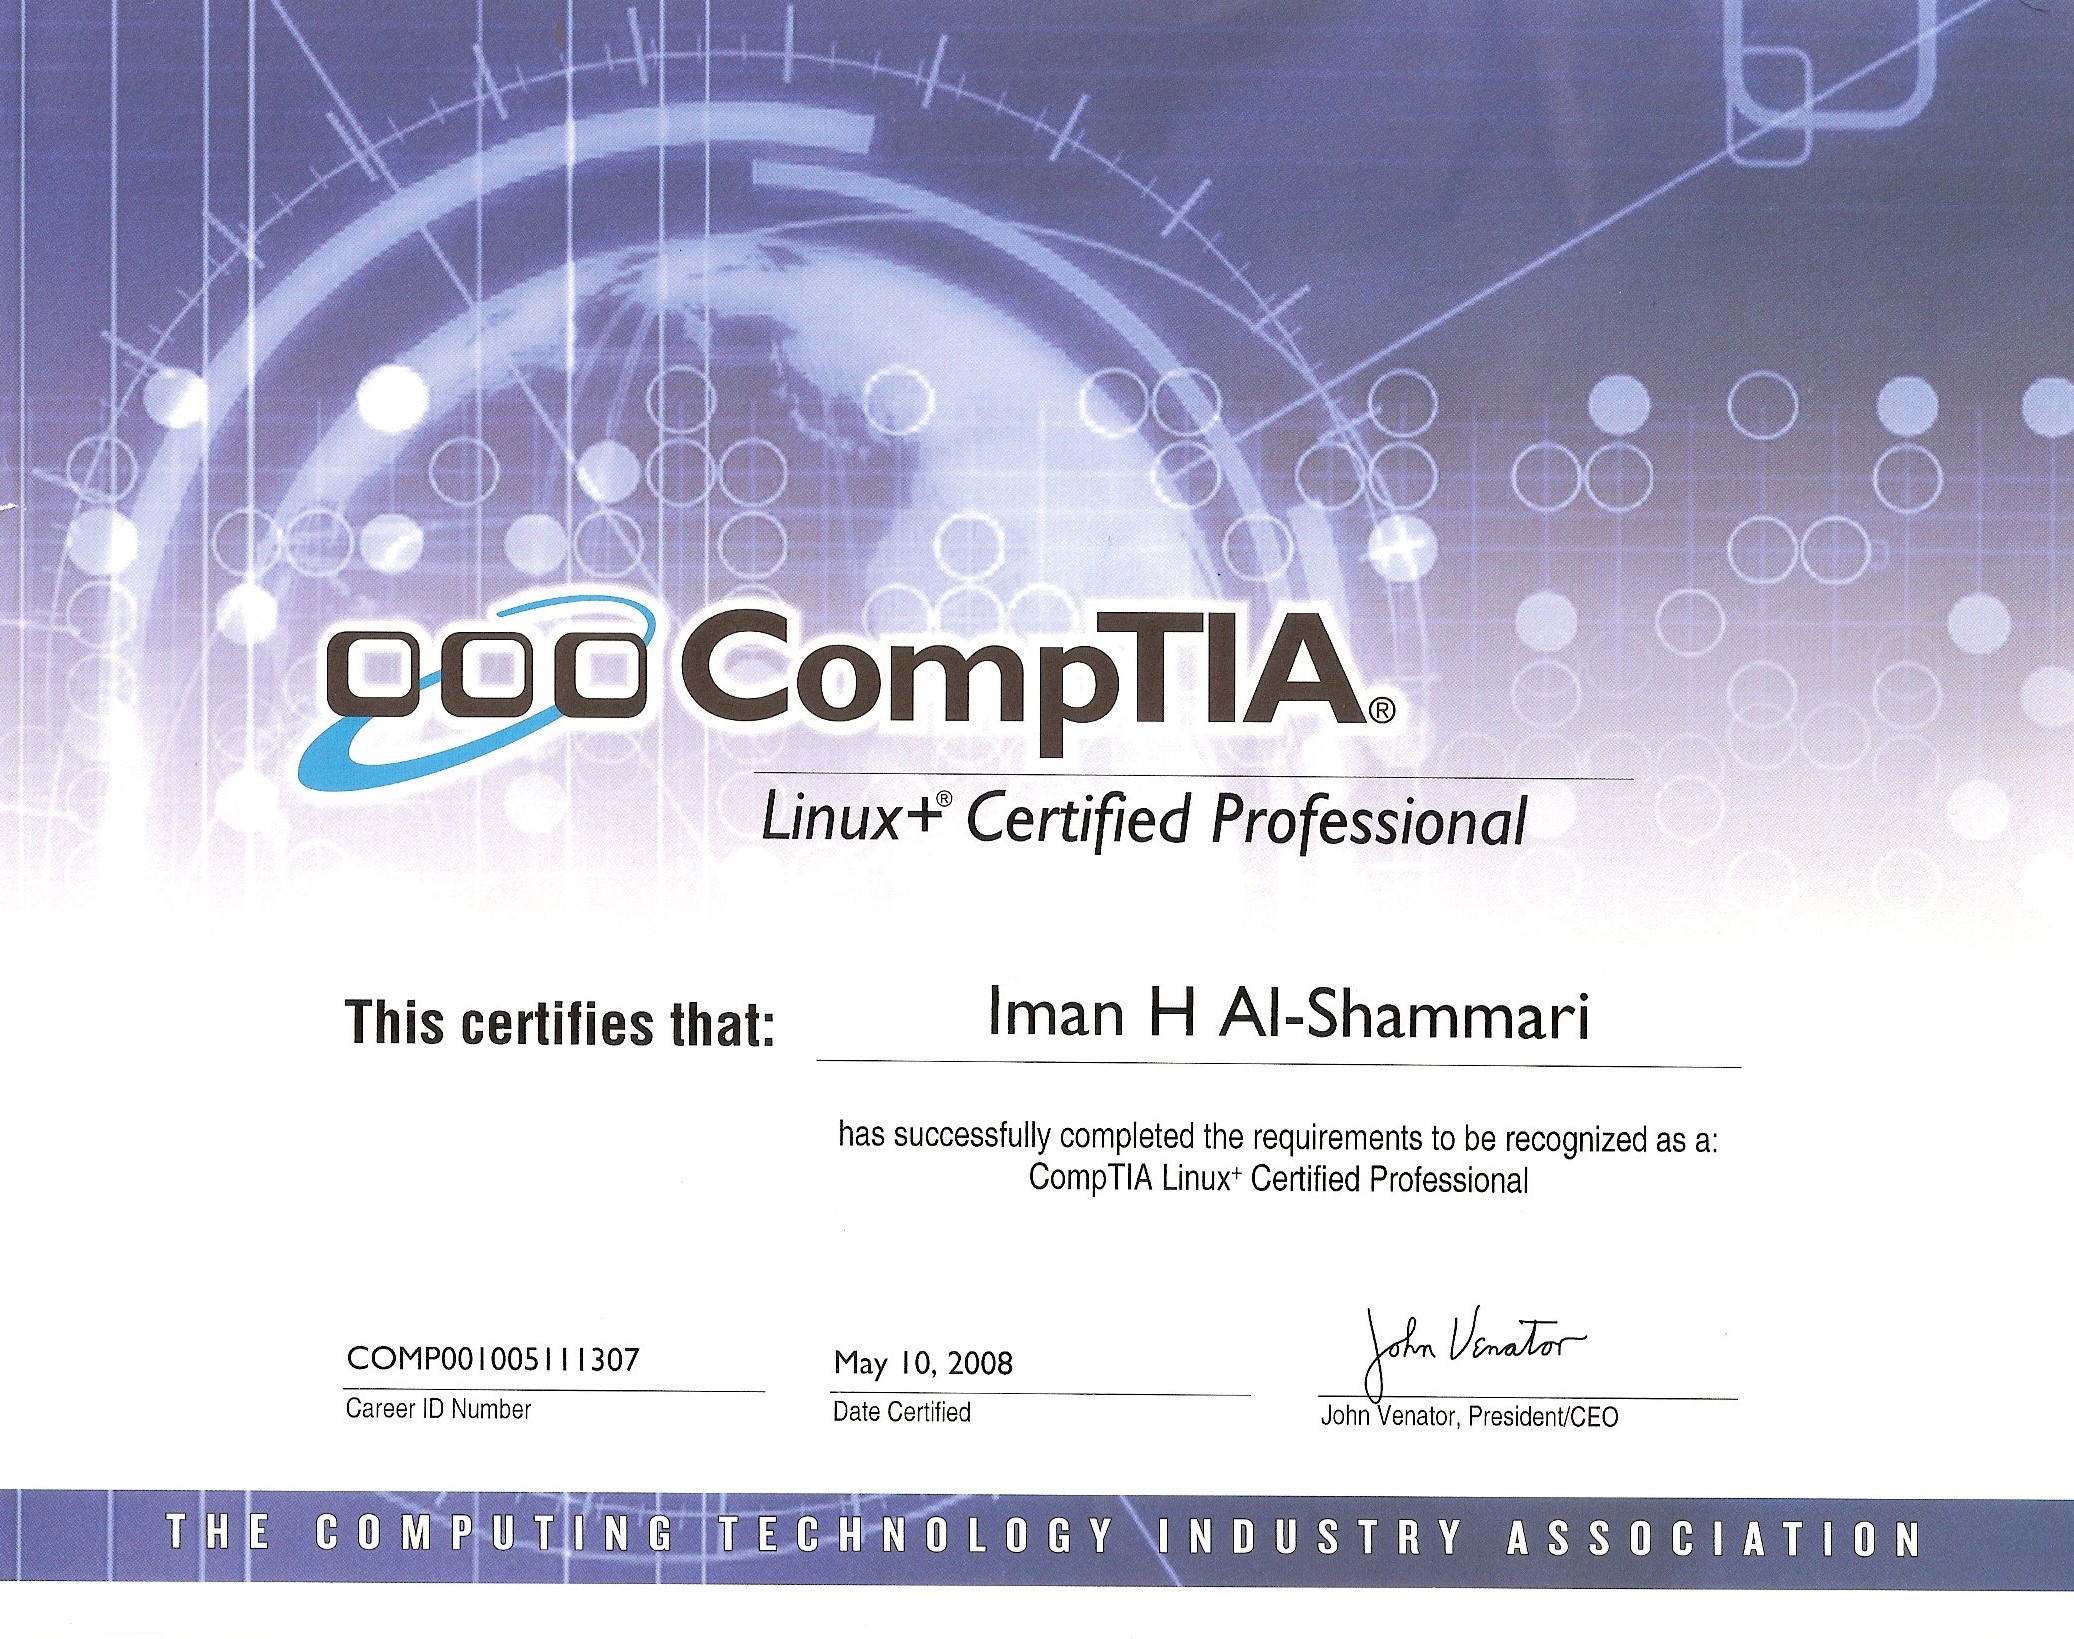 CompTIA®
Linux+® Certified Professional
This certifies that: Iman H Al-Shammari
has successfully completed the requirements to be recognized as a:
CompTIA Linux+ Certified Professional
John Venator
COMP001005111307 May 10, 2008
Career ID Number Date Certified John Venator, President/CEO
THE COMPUTING TECHNOLOGY INDUSTRY ASSOCIATION